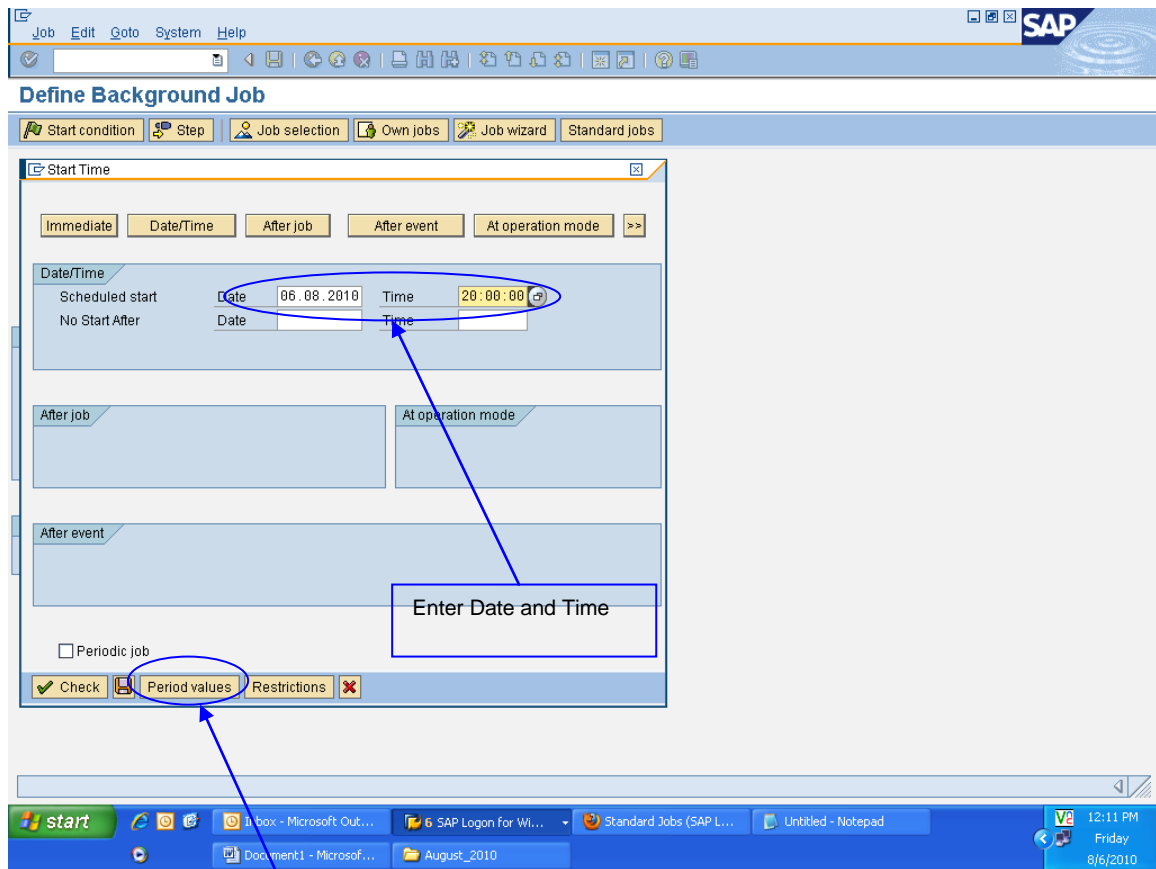 Job Edit Goto System Help
SAP
Define Background Job
Start condition Step Job selection Own jobs Job wizard Standard jobs
Start Time
Immediate Date/Time After job After event At operation mode >>
Date/Time
Scheduled start Date 06.08.2010 Time 20:00:00
No Start After Date Time
After job At operation mode
After event
Enter Date and Time
Periodic job
Check Period values Restrictions
start Inbox - Microsoft Out... 6 SAP Logon for Wi... Standard Jobs (SAP L... Untitled - Notepad 12:11 PM
Document1 - Microsof... August_2010 Friday
8/6/2010